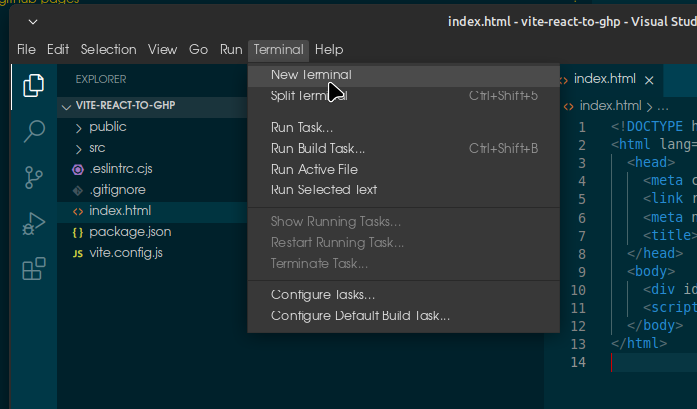 github pages
index.html - vite-react-to-ghp - Visual Stud
File Edit Selection View Go Run Terminal Help
EXPLORER
VITE-REACT-TO-GHP
public
src
.eslintrc.cjs
.gitignore
index.html
package.json
vite.config.js
New Terminal
Split Terminal Ctrl+Shift+5
Run Task...
Run Build Task... Ctrl+Shift+B
Run Active File
Run Selected Text
Show Running Tasks...
Restart Running Task...
Terminate Task...
Configure Tasks...
Configure Default Build Task...
index.html
index.html > ...
1 <!DOCTYPE h
2 <html lang=
3 <head>
4 <meta c
5 <link r
6 <meta n
7 <title>
8 </head>
9 <body>
10 <div id
11 <script
12 </body>
13 </html>
14